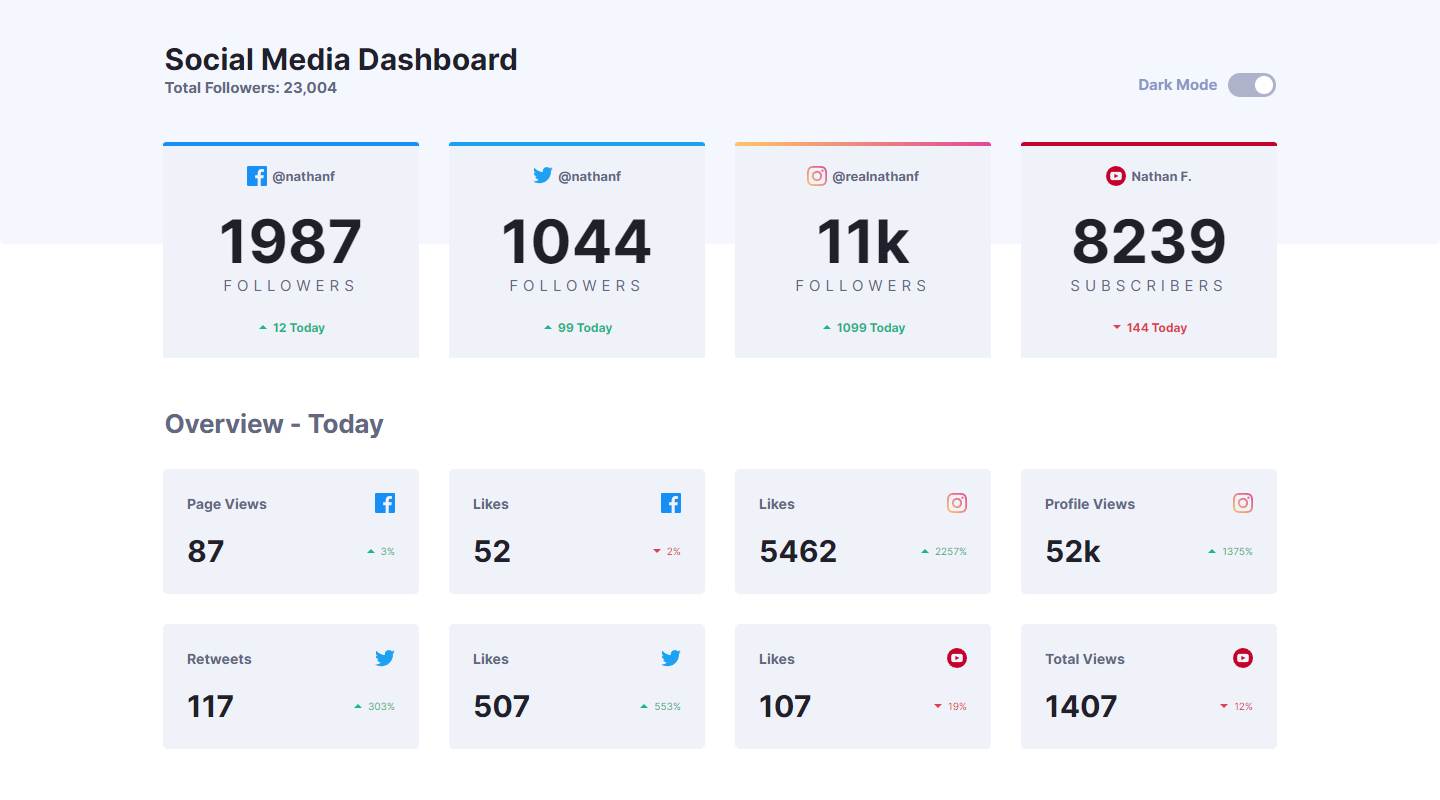 Social Media Dashboard
Total Followers: 23,004
Dark Mode
@nathanf
1987
FOLLOWERS
12 Today
@nathanf
1044
FOLLOWERS
99 Today
@realnathanf
11k
FOLLOWERS
1099 Today
Nathan F.
8239
SUBSCRIBERS
144 Today
Overview - Today
Page Views
87
3%
Likes
52
2%
Likes
5462
2257%
Profile Views
52k
1375%
Retweets
117
303%
Likes
507
553%
Likes
107
19%
Total Views
1407
12%